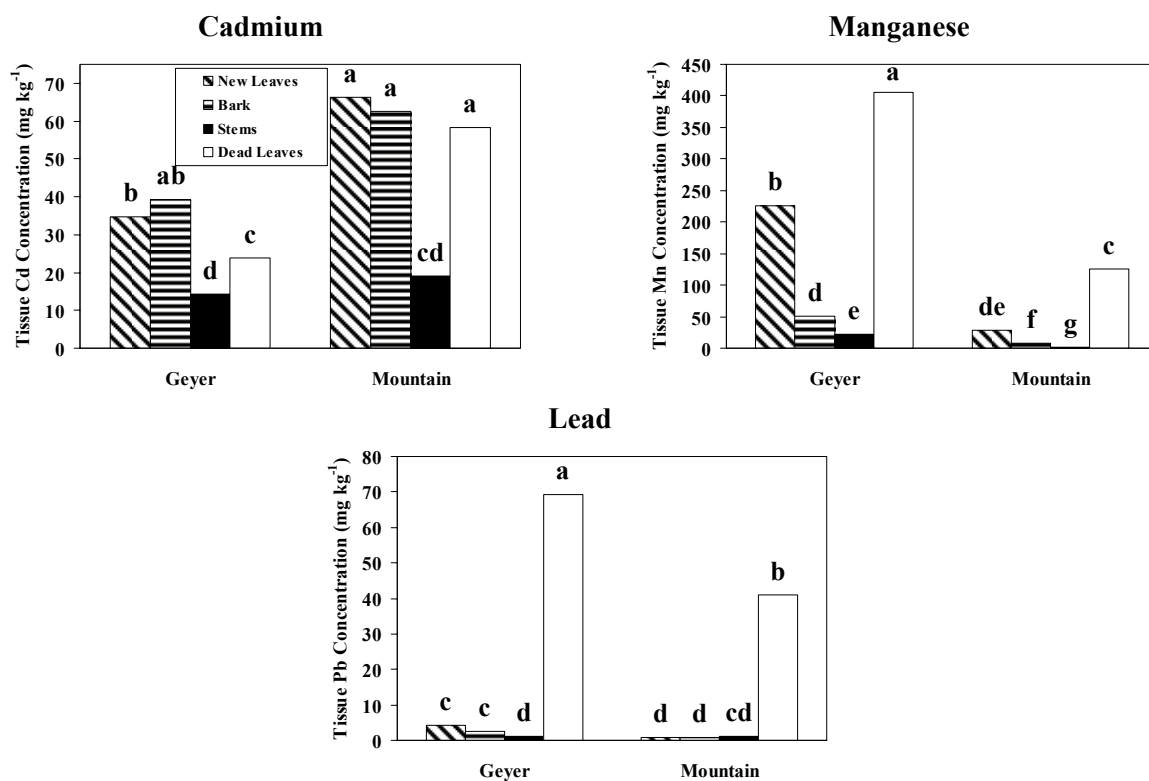 Cadmium
Tissue Cd Concentration (mg kg-1)
70
60
50
40
30
20
10
0
New Leaves
Bark
Stems
Dead Leaves
b
ab
d
c
a
a
cd
a
Geyer
Mountain
Manganese
Tissue Mn Concentration (mg kg-1)
450
400
350
300
250
200
150
100
50
0
b
d
e
a
de
f
g
c
Geyer
Mountain
Lead
Tissue Pb Concentration (mg kg-1)
80
70
60
50
40
30
20
10
0
c
c
d
a
d
d
cd
b
Geyer
Mountain